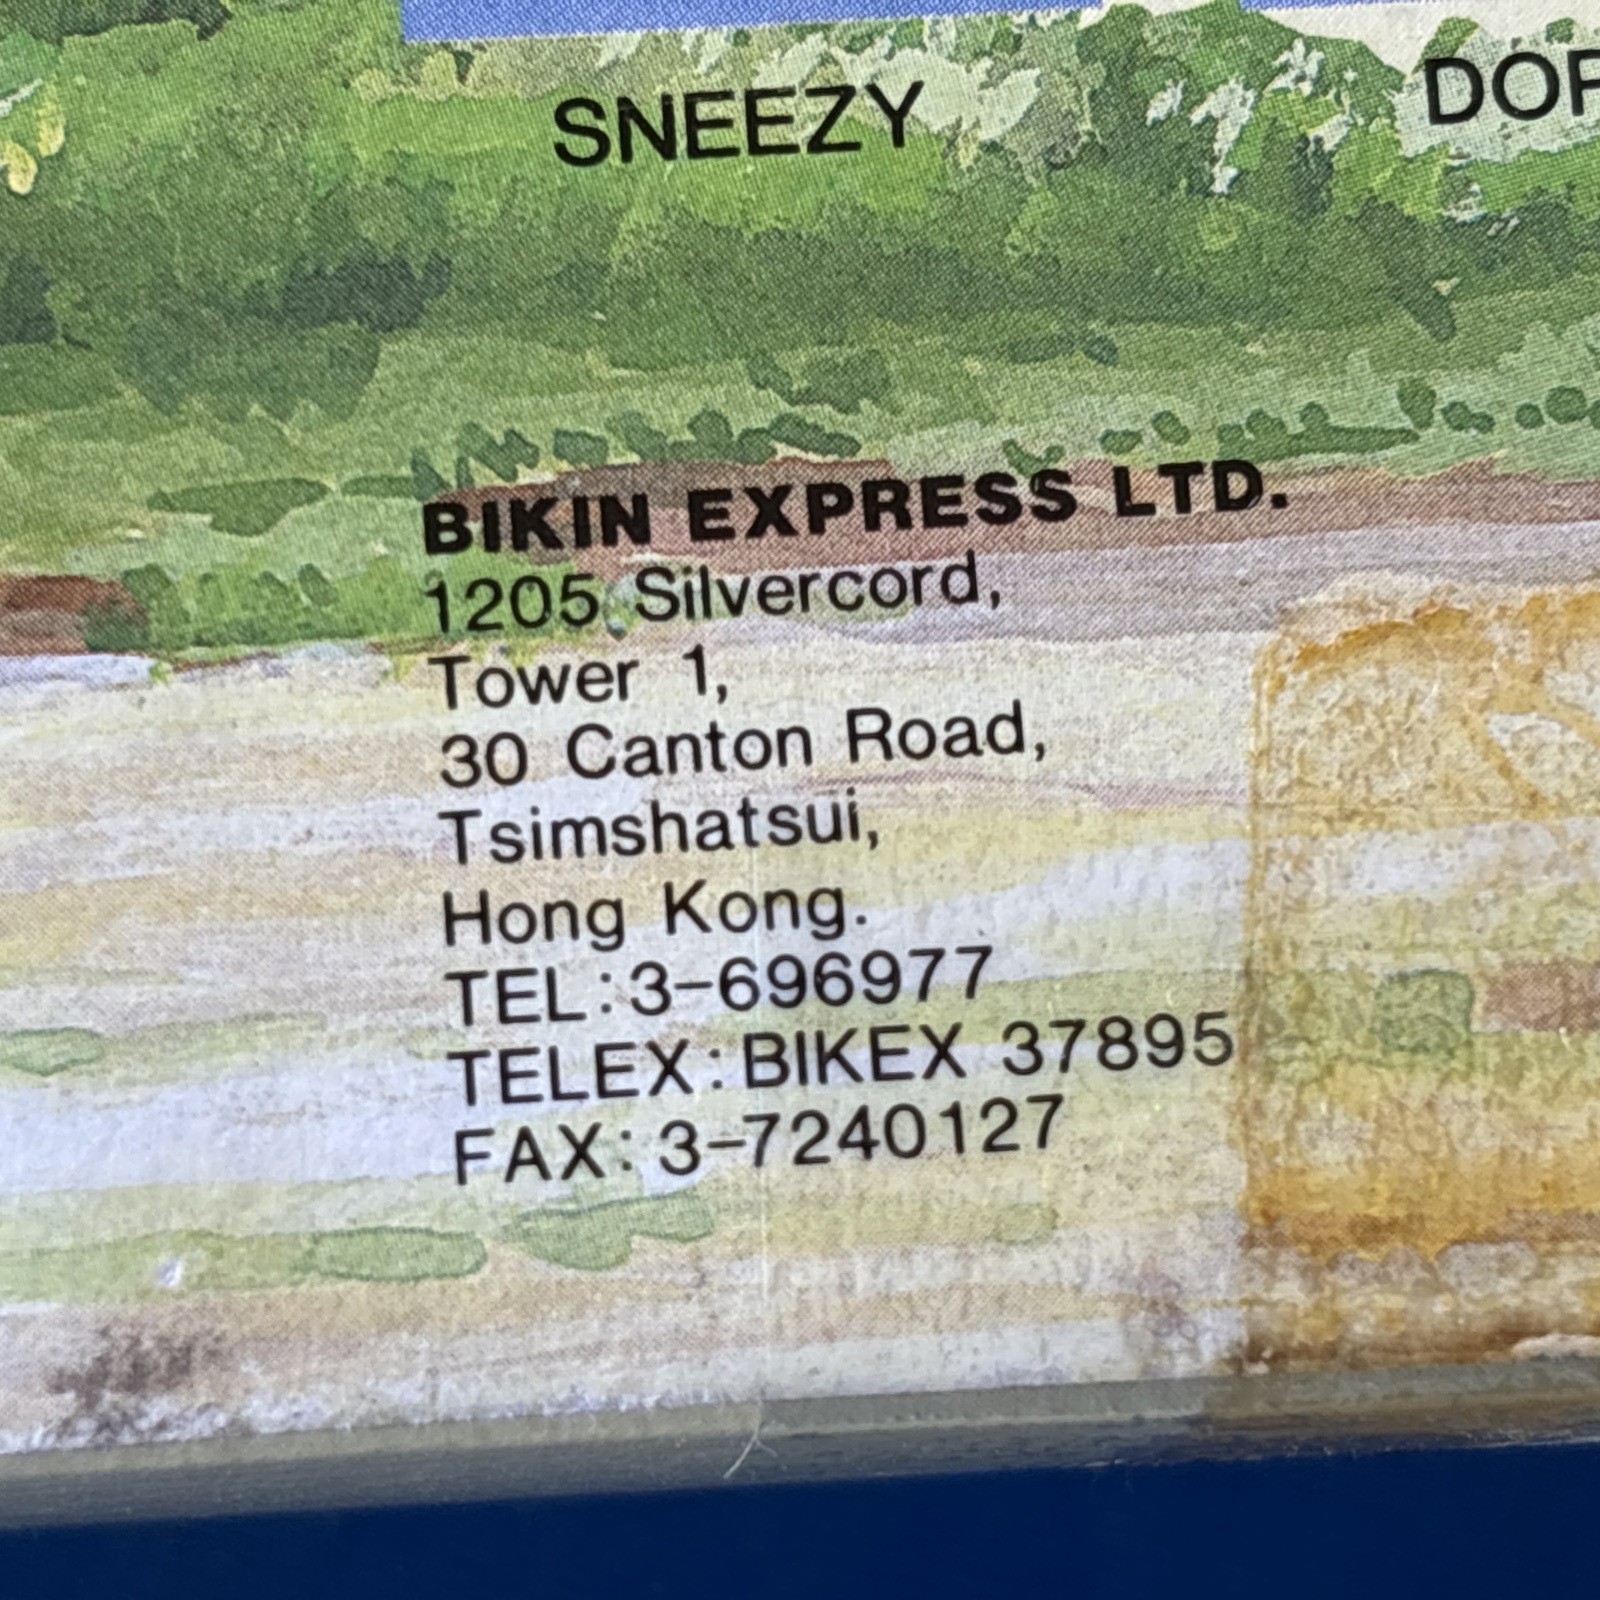 SNEEZY
BIKIN EXPRESS LTD.
1205 Silvercord,
Tower 1,
30 Canton Road,
Tsimshatsui,
Hong Kong.
TEL:3-696977
TELEX:BIKEX 37895
FAX:3-7240127